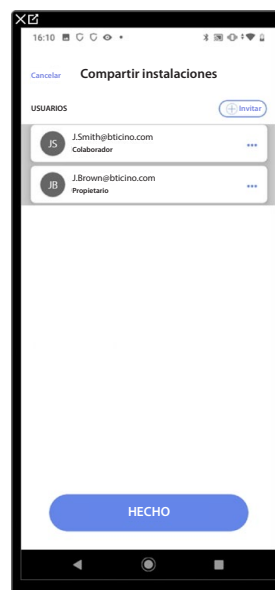 16:10
Cancelar Compartir instalaciones
USUARIOS Invitar
JS J.Smith@bticino.com
Colaborador
JB J.Brown@bticino.com
Propietario
HECHO